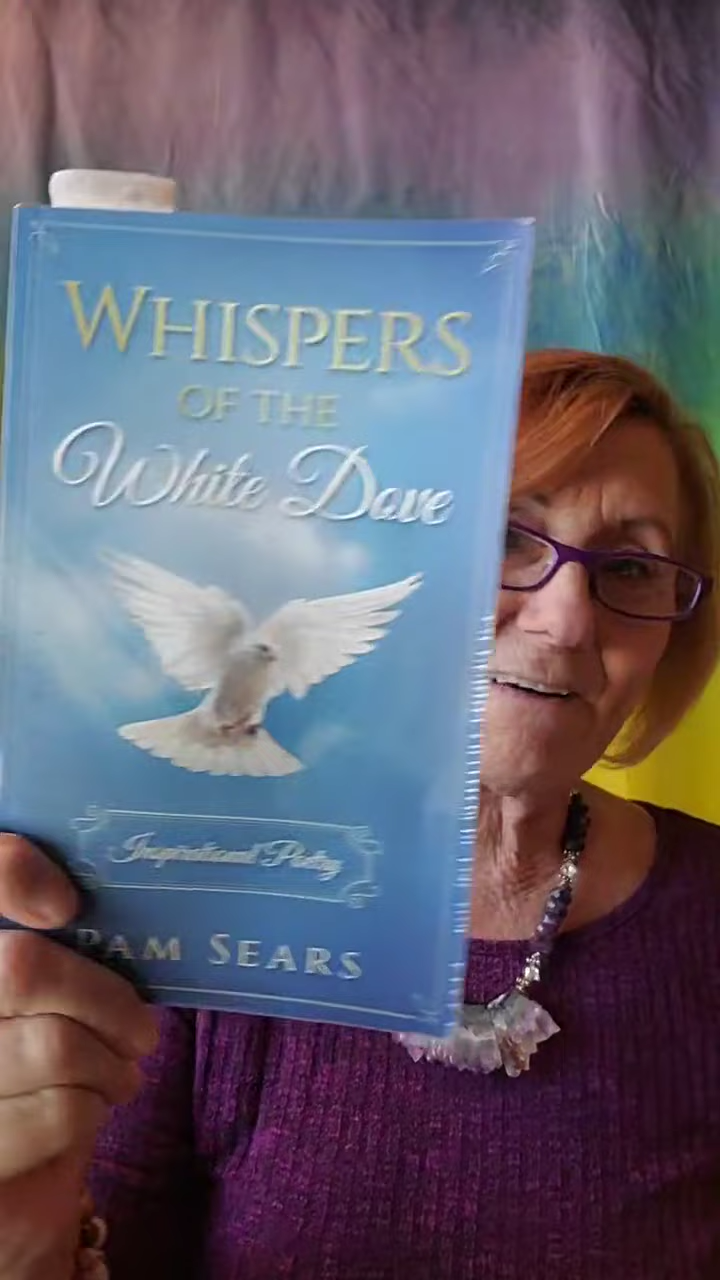 WHISPERS
OF THE
White Dove
Inspirational Poetry
PAM SEARS